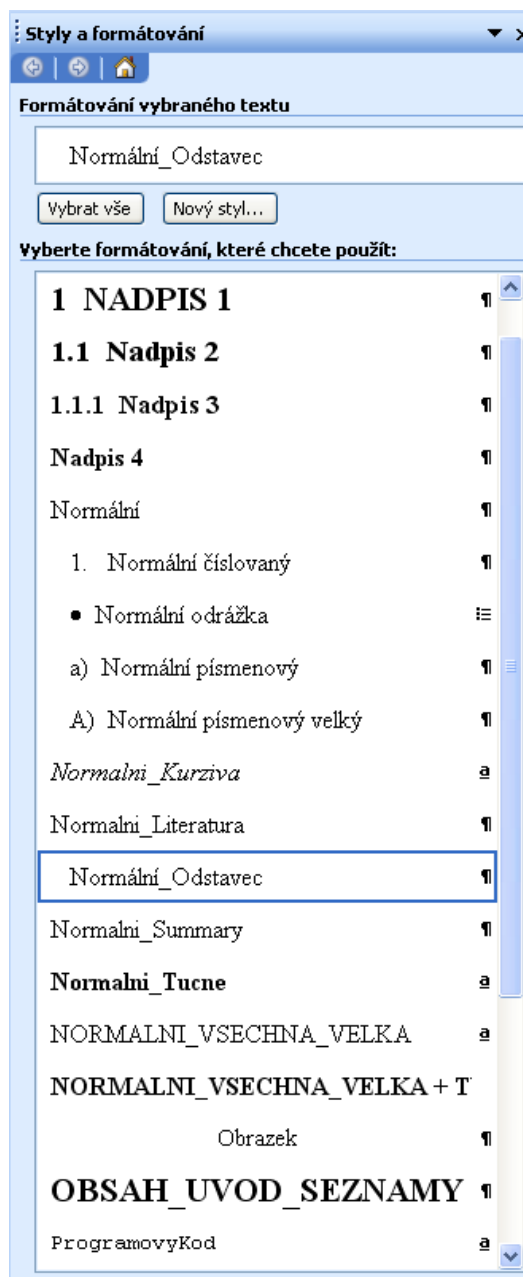 Styly a formátování
Formátování vybraného textu
Normální_Odstavec
Vybrat vše
Nový styl...
Vyberte formátování, které chcete použít:
1 NADPIS 1 ¶
1.1 Nadpis 2 ¶
1.1.1 Nadpis 3 ¶
Nadpis 4 ¶
Normální ¶
1. Normální číslovaný ¶
• Normální odrážka
a) Normální písmenový ¶
A) Normální písmenový velký ¶
Normalni_Kurziva a
Normalni_Literatura ¶
Normální_Odstavec ¶
Normalni_Summary ¶
Normalni_Tucne a
NORMALNI_VSECHNA_VELKA a
NORMALNI_VSECHNA_VELKA + T
Obrazek ¶
OBSAH_UVOD_SEZNAMY ¶
ProgramovyKod a